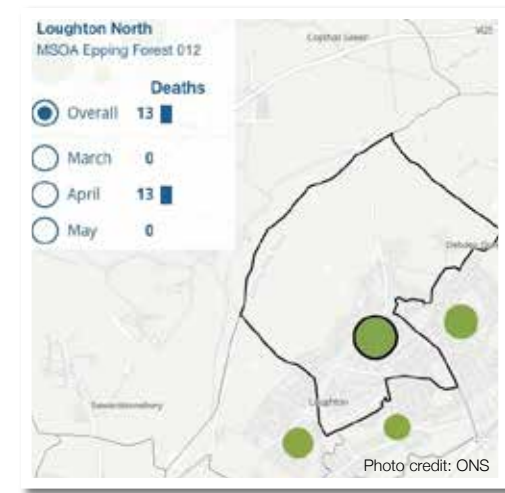 Loughton North
MSOA Epping Forest 012
Deaths
Overall 13
March 0
April 13
May 0
M25
Loughton
Photo credit: ONS